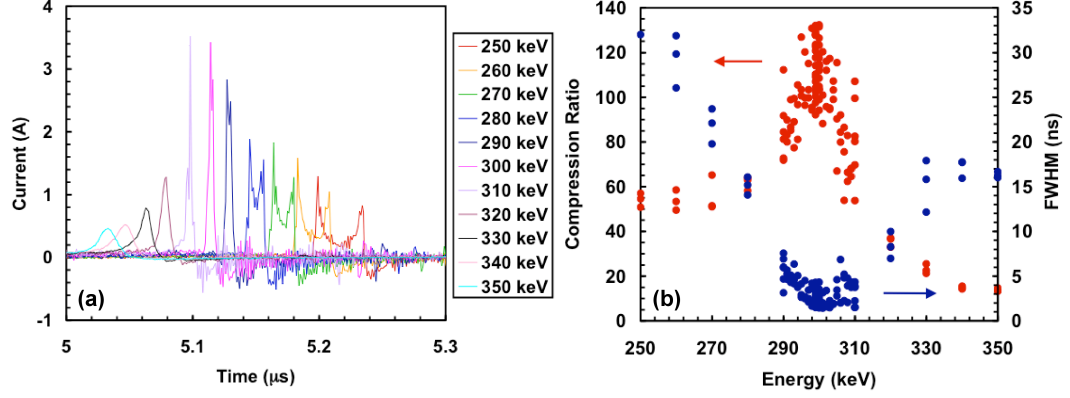 (a)
Current (A)
4
3
2
1
0
-1
5
5.1
5.2
5.3
Time (μs)
250 keV
260 keV
270 keV
280 keV
290 keV
300 keV
310 keV
320 keV
330 keV
340 keV
350 keV
(b)
Compression Ratio
140
120
100
80
60
40
20
0
250
270
290
310
330
350
Energy (keV)
35
30
25
20
15
10
5
0
FWHM (ns)